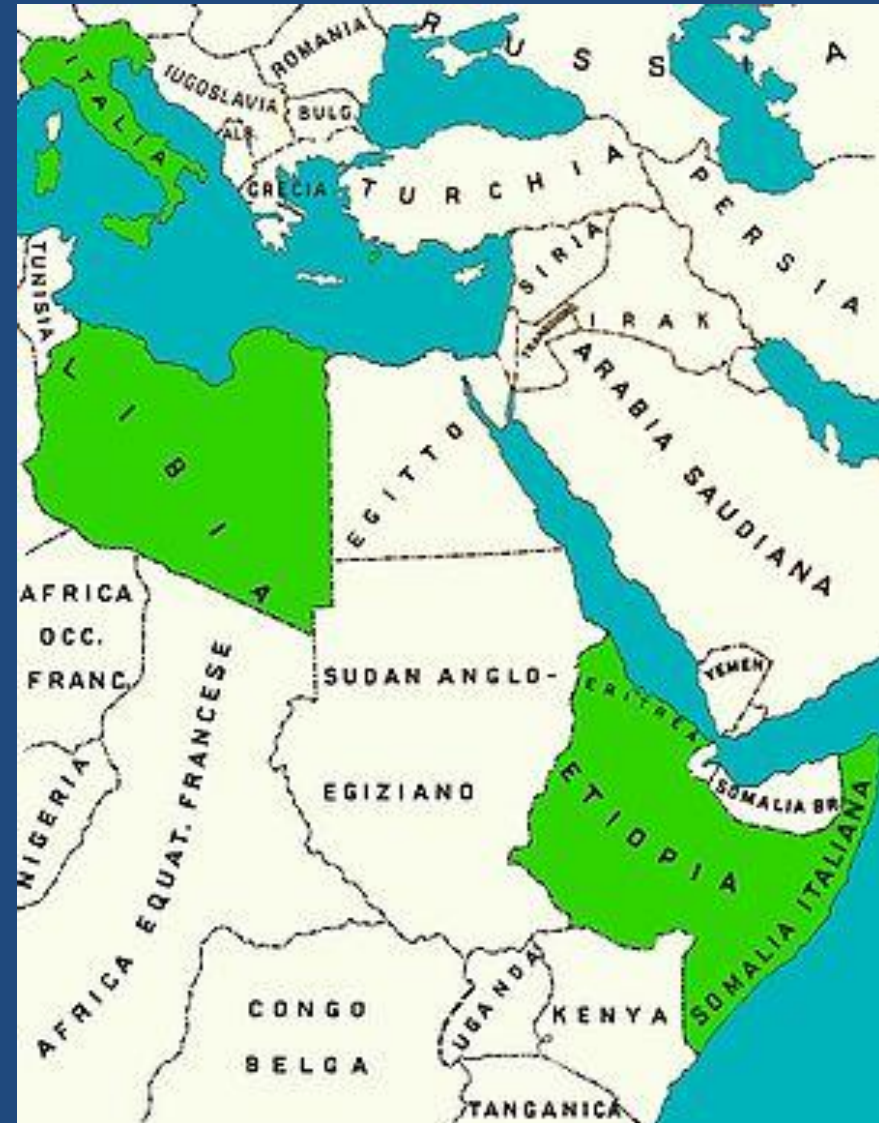 ITALIA
IUGOSLAVIA
ROMANIA
RUSSIA
BULG.
ALB.
GRECIA
TURCHIA
PERSIA
TUNISIA
SIRIA
IRAK
LIBIA
EGITTO
ARABIA SAUDIANA
AFRICA
OCC.
FRANC.
SUDAN ANGLO-
EGIZIANO
ERITREA
YEMEN
ETIOPIA
SOMALIA BR.
SOMALIA ITALIANA
NIGERIA
AFRICA EQUAT. FRANCESE
CONGO
BELGA
UGANDA
KENYA
TANGANICA